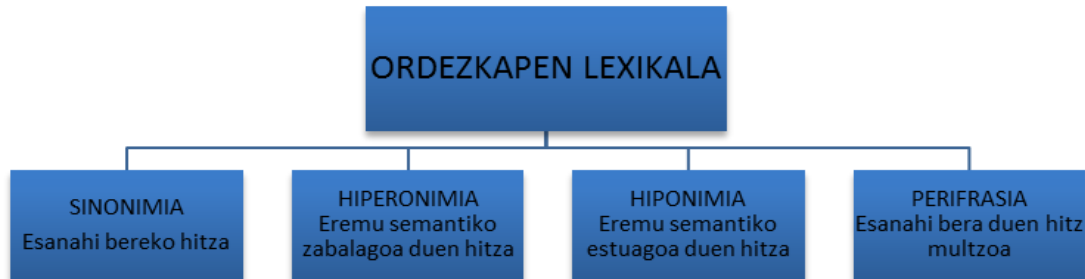 ORDEZKAPEN LEXIKALA
SINONIMIA
Esanahi bereko hitza
HIPERONIMIA
Eremu semantiko
zabalagoa duen hitza
HIPONIMIA
Eremu semantiko
estuagoa duen hitza
PERIFRASIA
Esanahi bera duen hitz
multzoa